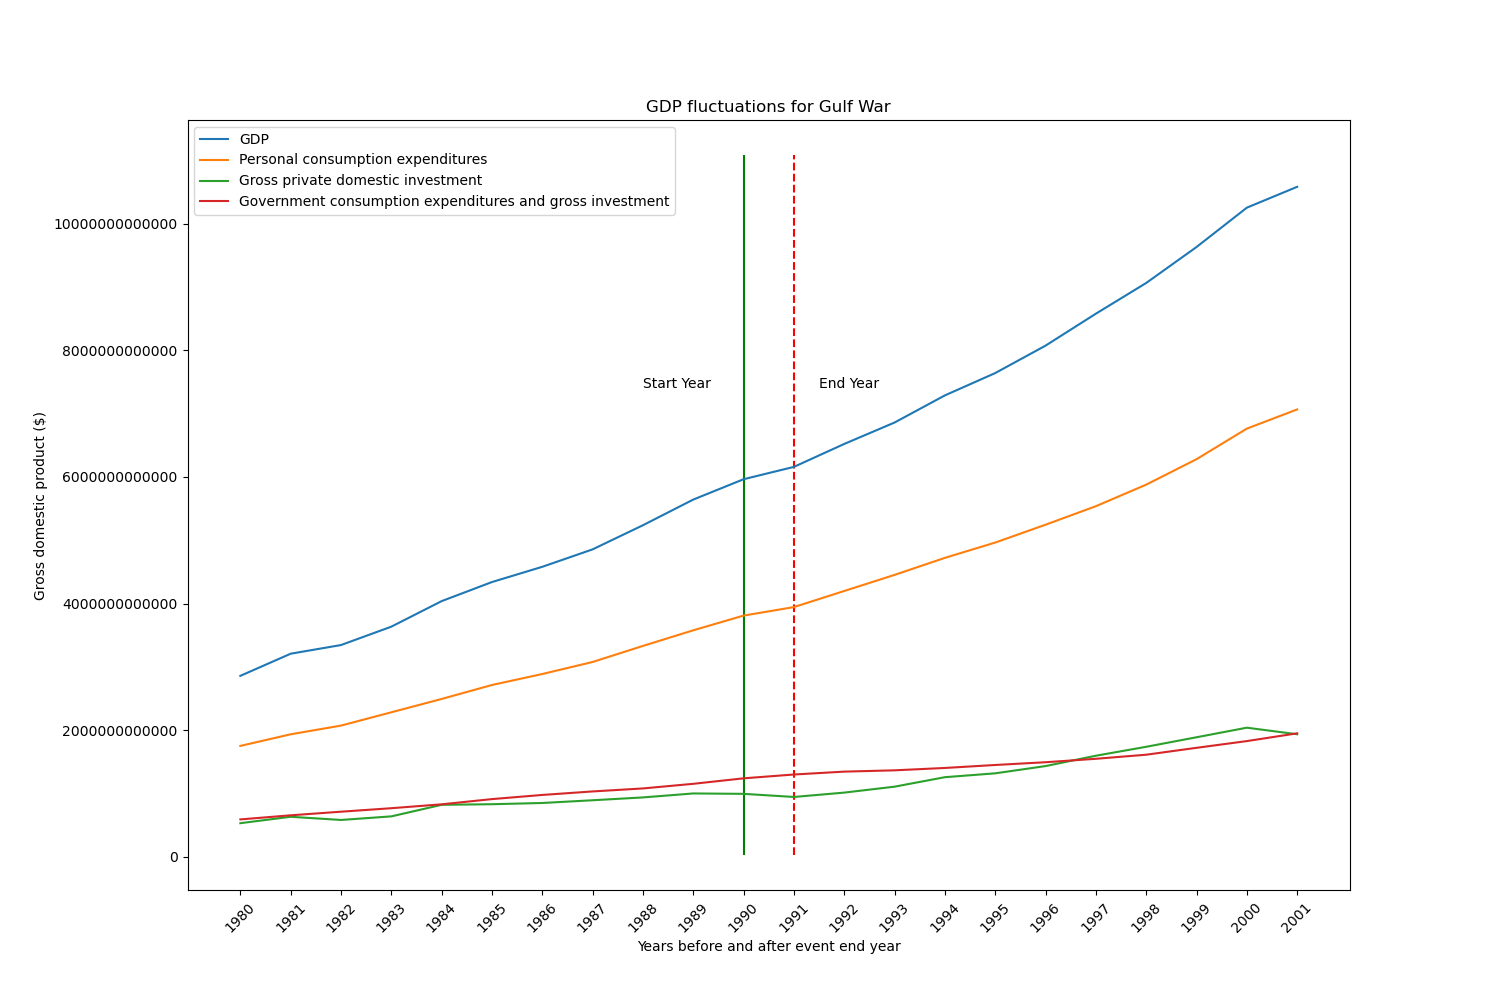 GDP fluctuations for Gulf War
GDP
Personal consumption expenditures
Gross private domestic investment
Government consumption expenditures and gross investment
10000000000000
8000000000000
6000000000000
4000000000000
2000000000000
0
Gross domestic product ($)
Start Year
End Year
1980 1981 1982 1983 1984 1985 1986 1987 1988 1989 1990 1991 1992 1993 1994 1995 1996 1997 1998 1999 2000 2001
Years before and after event end year